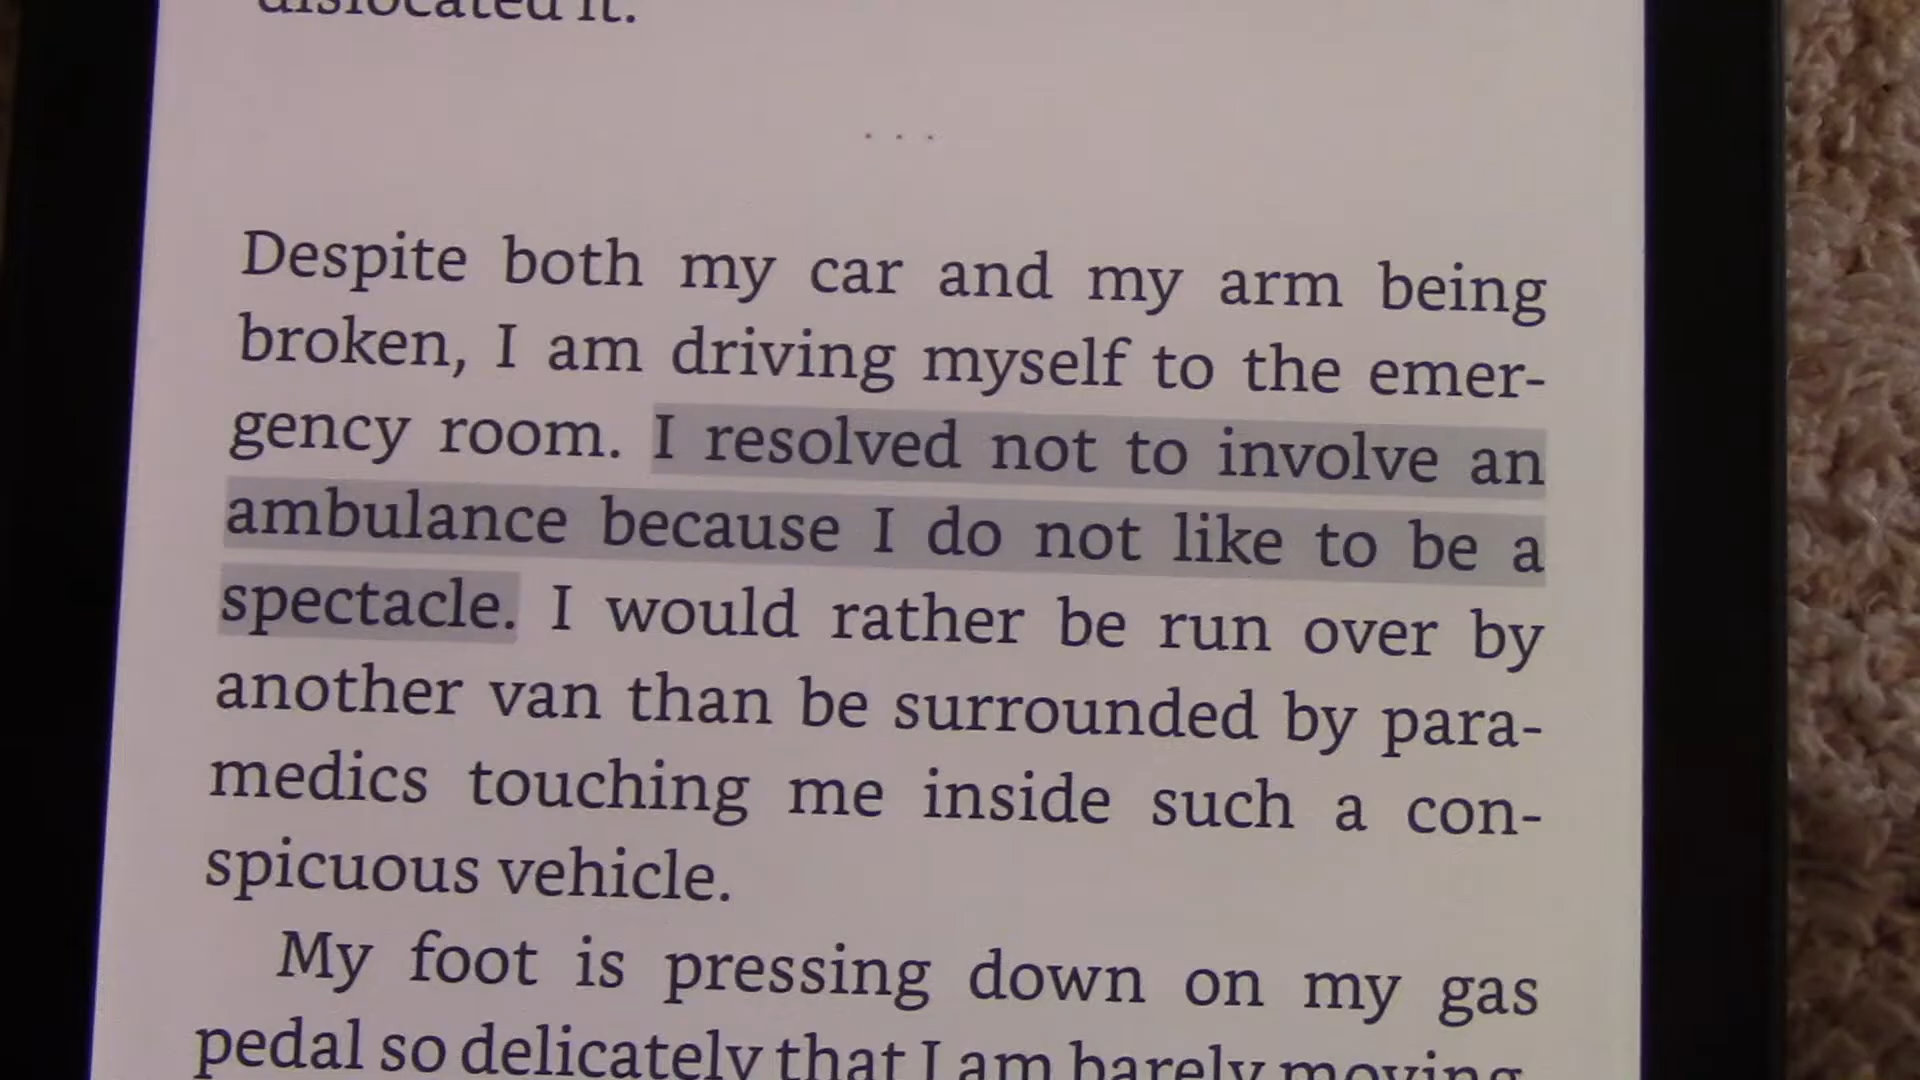 dislocated it.
. . .
Despite both my car and my arm being
broken, I am driving myself to the emer-
gency room. I resolved not to involve an
ambulance because I do not like to be a
spectacle. I would rather be run over by
another van than be surrounded by para-
medics touching me inside such a con-
spicuous vehicle.
My foot is pressing down on my gas
pedal so delicately that I am barely moving.